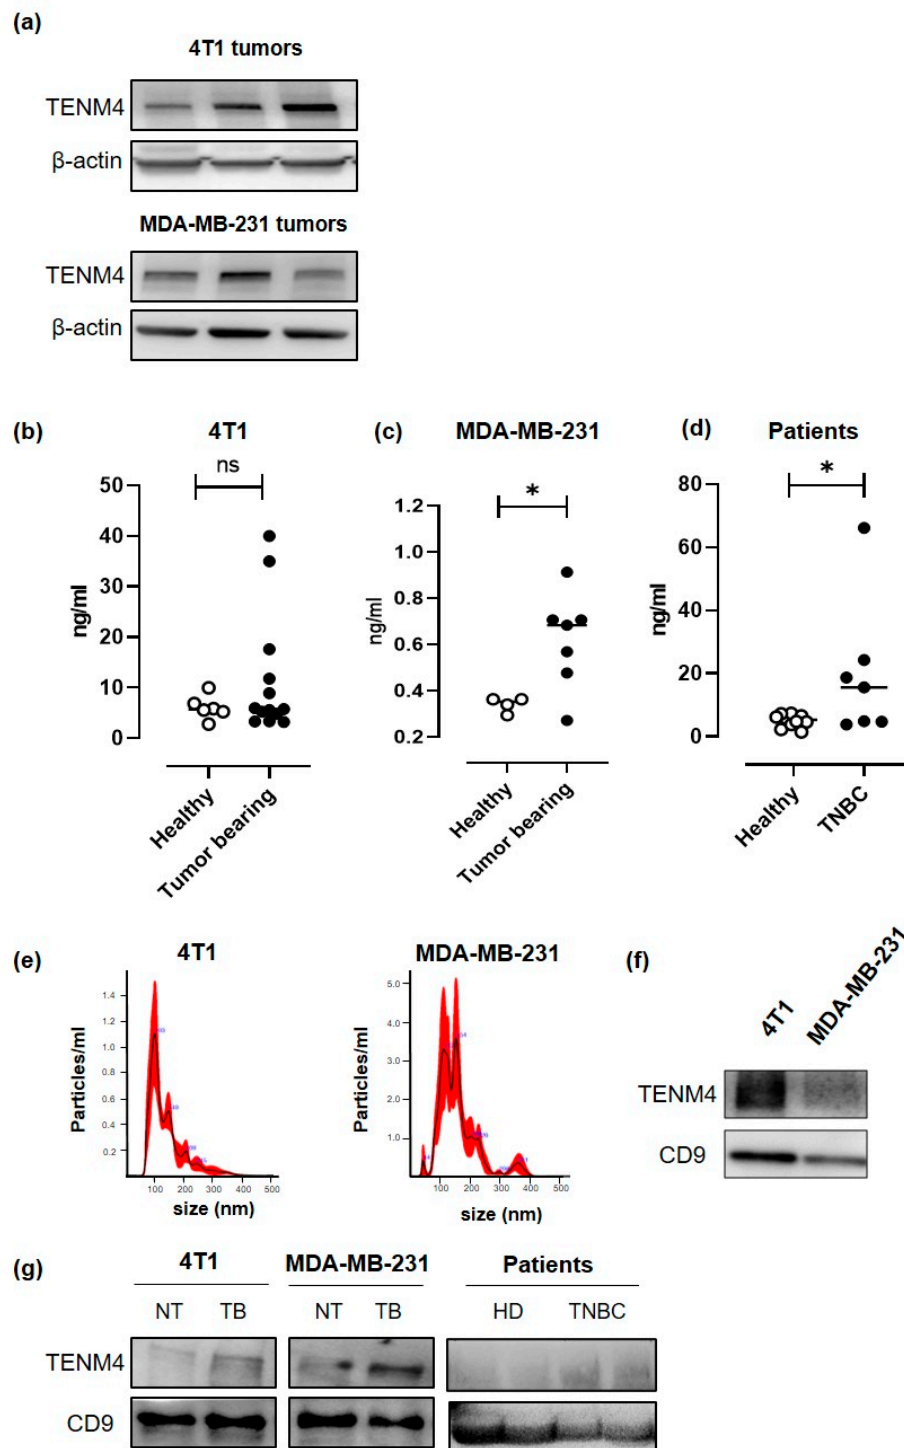 (a)
4T1 tumors
TENM4
β-actin
MDA-MB-231 tumors
TENM4
β-actin
(b) 4T1 (c) MDA-MB-231 (d) Patients
ns
50
40
30
20
10
0
ng/ml
Healthy
Tumor bearing
*
1.2
1.0
0.8
0.6
0.4
0.2
ng/ml
Healthy
Tumor bearing
*
80
60
40
20
0
ng/ml
Healthy
TNBC
(e) 4T1 MDA-MB-231 (f)
1.4
1.2
1.0
0.8
0.6
0.4
0.2
Particles/ml
100 200 300 400 500
size (nm)
5.0
4.0
3.0
2.0
1.0
Particles/ml
100 200 300 400 500
size (nm)
4T1 MDA-MB-231
TENM4
CD9
(g) 4T1 MDA-MB-231 Patients
NT TB NT TB HD TNBC
TENM4
CD9